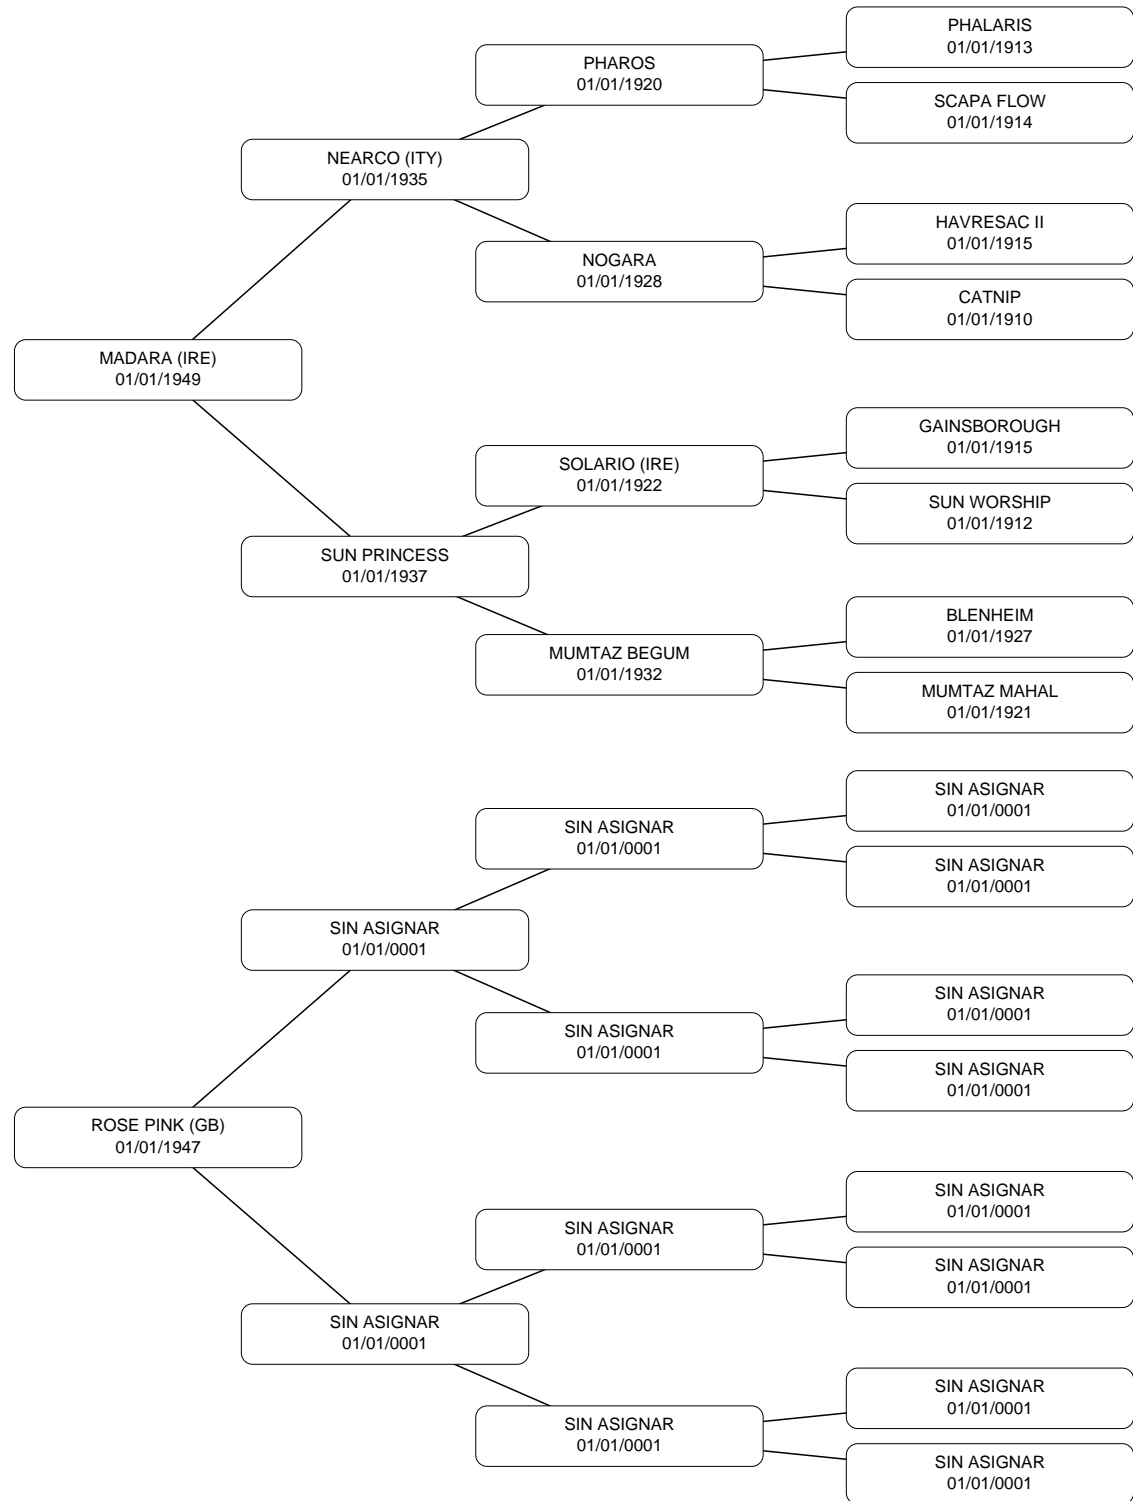 PHALARIS
01/01/1913
PHAROS
01/01/1920
SCAPA FLOW
01/01/1914
NEARCO (ITY)
01/01/1935
HAVRESAC II
01/01/1915
NOGARA
01/01/1928
CATNIP
01/01/1910
MADARA (IRE)
01/01/1949
GAINSBOROUGH
01/01/1915
SOLARIO (IRE)
01/01/1922
SUN WORSHIP
01/01/1912
SUN PRINCESS
01/01/1937
BLENHEIM
01/01/1927
MUMTAZ BEGUM
01/01/1932
MUMTAZ MAHAL
01/01/1921
SIN ASIGNAR
01/01/0001
SIN ASIGNAR
01/01/0001
SIN ASIGNAR
01/01/0001
SIN ASIGNAR
01/01/0001
SIN ASIGNAR
01/01/0001
SIN ASIGNAR
01/01/0001
SIN ASIGNAR
01/01/0001
ROSE PINK (GB)
01/01/1947
SIN ASIGNAR
01/01/0001
SIN ASIGNAR
01/01/0001
SIN ASIGNAR
01/01/0001
SIN ASIGNAR
01/01/0001
SIN ASIGNAR
01/01/0001
SIN ASIGNAR
01/01/0001
SIN ASIGNAR
01/01/0001